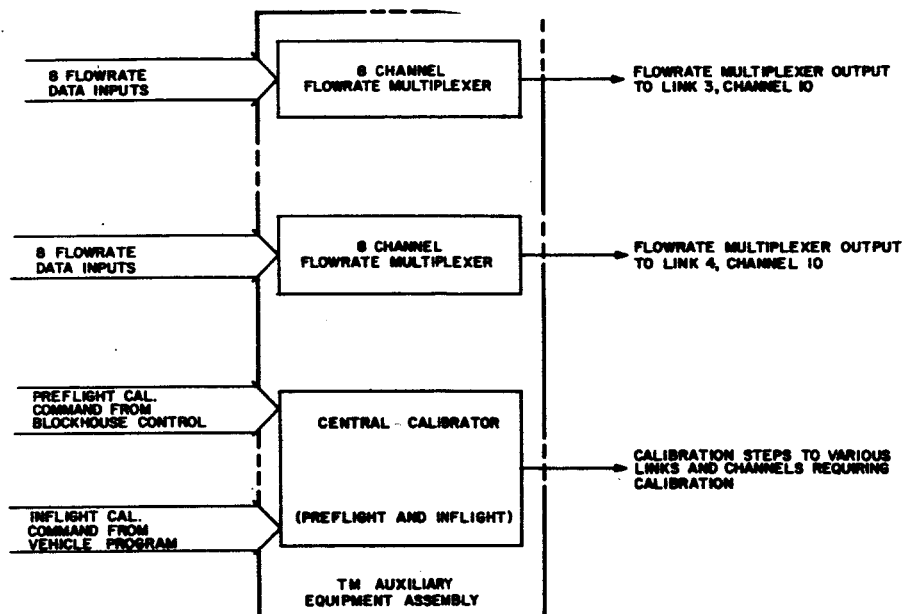 8 FLOWRATE
DATA INPUTS
8 CHANNEL
FLOWRATE MULTIPLEXER
FLOWRATE MULTIPLEXER OUTPUT
TO LINK 3, CHANNEL 10
8 FLOWRATE
DATA INPUTS
8 CHANNEL
FLOWRATE MULTIPLEXER
FLOWRATE MULTIPLEXER OUTPUT
TO LINK 4, CHANNEL 10
PREFLIGHT CAL.
COMMAND FROM
BLOCKHOUSE CONTROL
CENTRAL CALIBRATOR
CALIBRATION STEPS TO VARIOUS
LINKS AND CHANNELS REQUIRING
CALIBRATION
INFLIGHT CAL.
COMMAND FROM
VEHICLE PROGRAM
(PREFLIGHT AND INFLIGHT)
TM AUXILIARY
EQUIPMENT ASSEMBLY